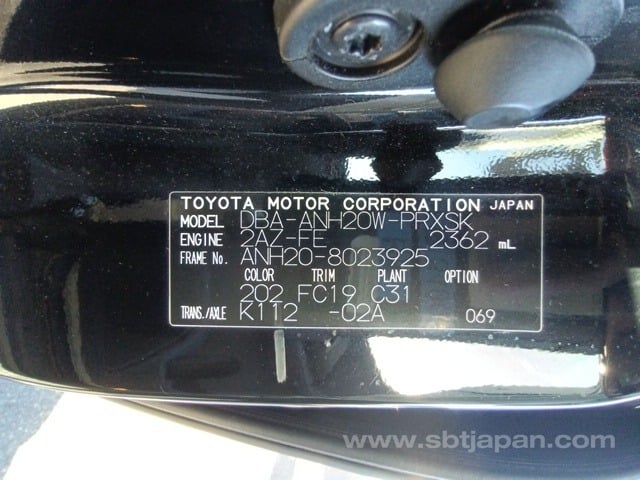 TOYOTA MOTOR CORPORATION JAPAN
MODEL DBA-ANH20W-PRXSK
ENGINE 2AZ-FE 2362 mL
FRAME No. ANH20-8023925
COLOR TRIM PLANT OPTION
202 FC19 C31
TRANS./AXLE K112 -02A 069
www.sbtjapan.com